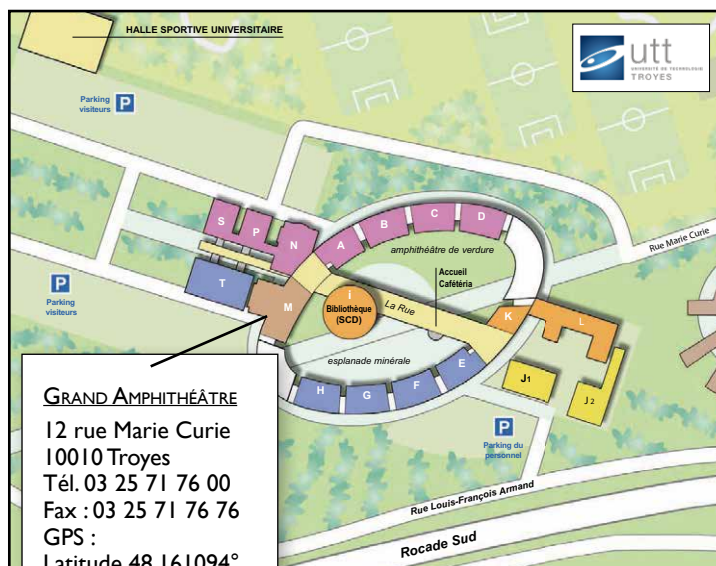 HALLE SPORTIVE UNIVERSITAIRE
utt
UNIVERSITÉ DE TECHNOLOGIE
TROYES
Parking
visiteurs
P
S
P
N
A
B
C
D
amphithéâtre de verdure
Rue Marie Curie
P
Parking
visiteurs
T
M
I
Bibliothèque
(SCD)
La Rue
Accueil
Cafétéria
K
L
esplanade minérale
H
G
F
E
J1
J2
P
Parking du
personnel
GRAND AMPHITHÉÂTRE
12 rue Marie Curie
10010 Troyes
Tél. 03 25 71 76 00
Fax : 03 25 71 76 76
GPS :
Latitude 48.161094°
Rue Louis-François Armand
Rocade Sud